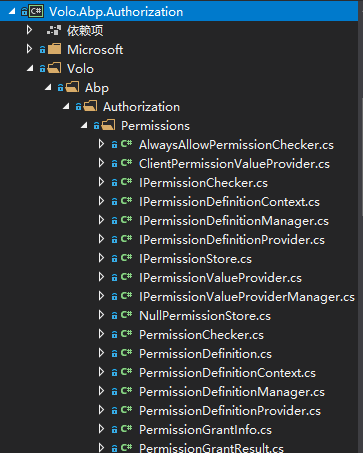 Volo.Abp.Authorization
依赖项
Microsoft
Volo
Abp
Authorization
Permissions
C# AlwaysAllowPermissionChecker.cs
C# ClientPermissionValueProvider.cs
C# IPermissionChecker.cs
C# IPermissionDefinitionContext.cs
C# IPermissionDefinitionManager.cs
C# IPermissionDefinitionProvider.cs
C# IPermissionStore.cs
C# IPermissionValueProvider.cs
C# IPermissionValueProviderManager.cs
C# NullPermissionStore.cs
C# PermissionChecker.cs
C# PermissionDefinition.cs
C# PermissionDefinitionContext.cs
C# PermissionDefinitionManager.cs
C# PermissionDefinitionProvider.cs
C# PermissionGrantInfo.cs
C# PermissionGrantResult.cs